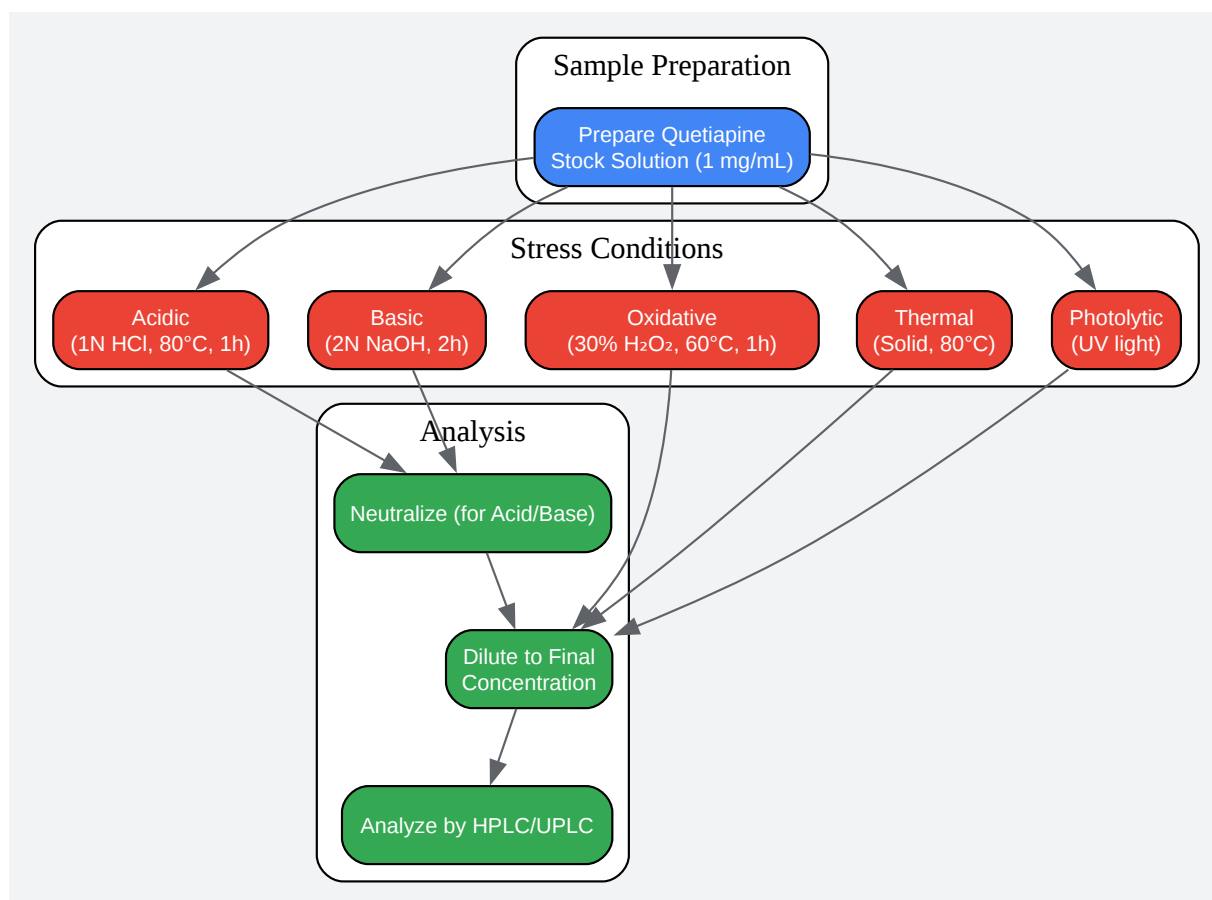 Sample Preparation
Prepare Quetiapine
Stock Solution (1 mg/mL)
Stress Conditions
Acidic
(1N HCl, 80°C, 1h)
Basic
(2N NaOH, 2h)
Oxidative
(30% H₂O₂, 60°C, 1h)
Thermal
(Solid, 80°C)
Photolytic
(UV light)
Analysis
Neutralize (for Acid/Base)
Dilute to Final
Concentration
Analyze by HPLC/UPLC